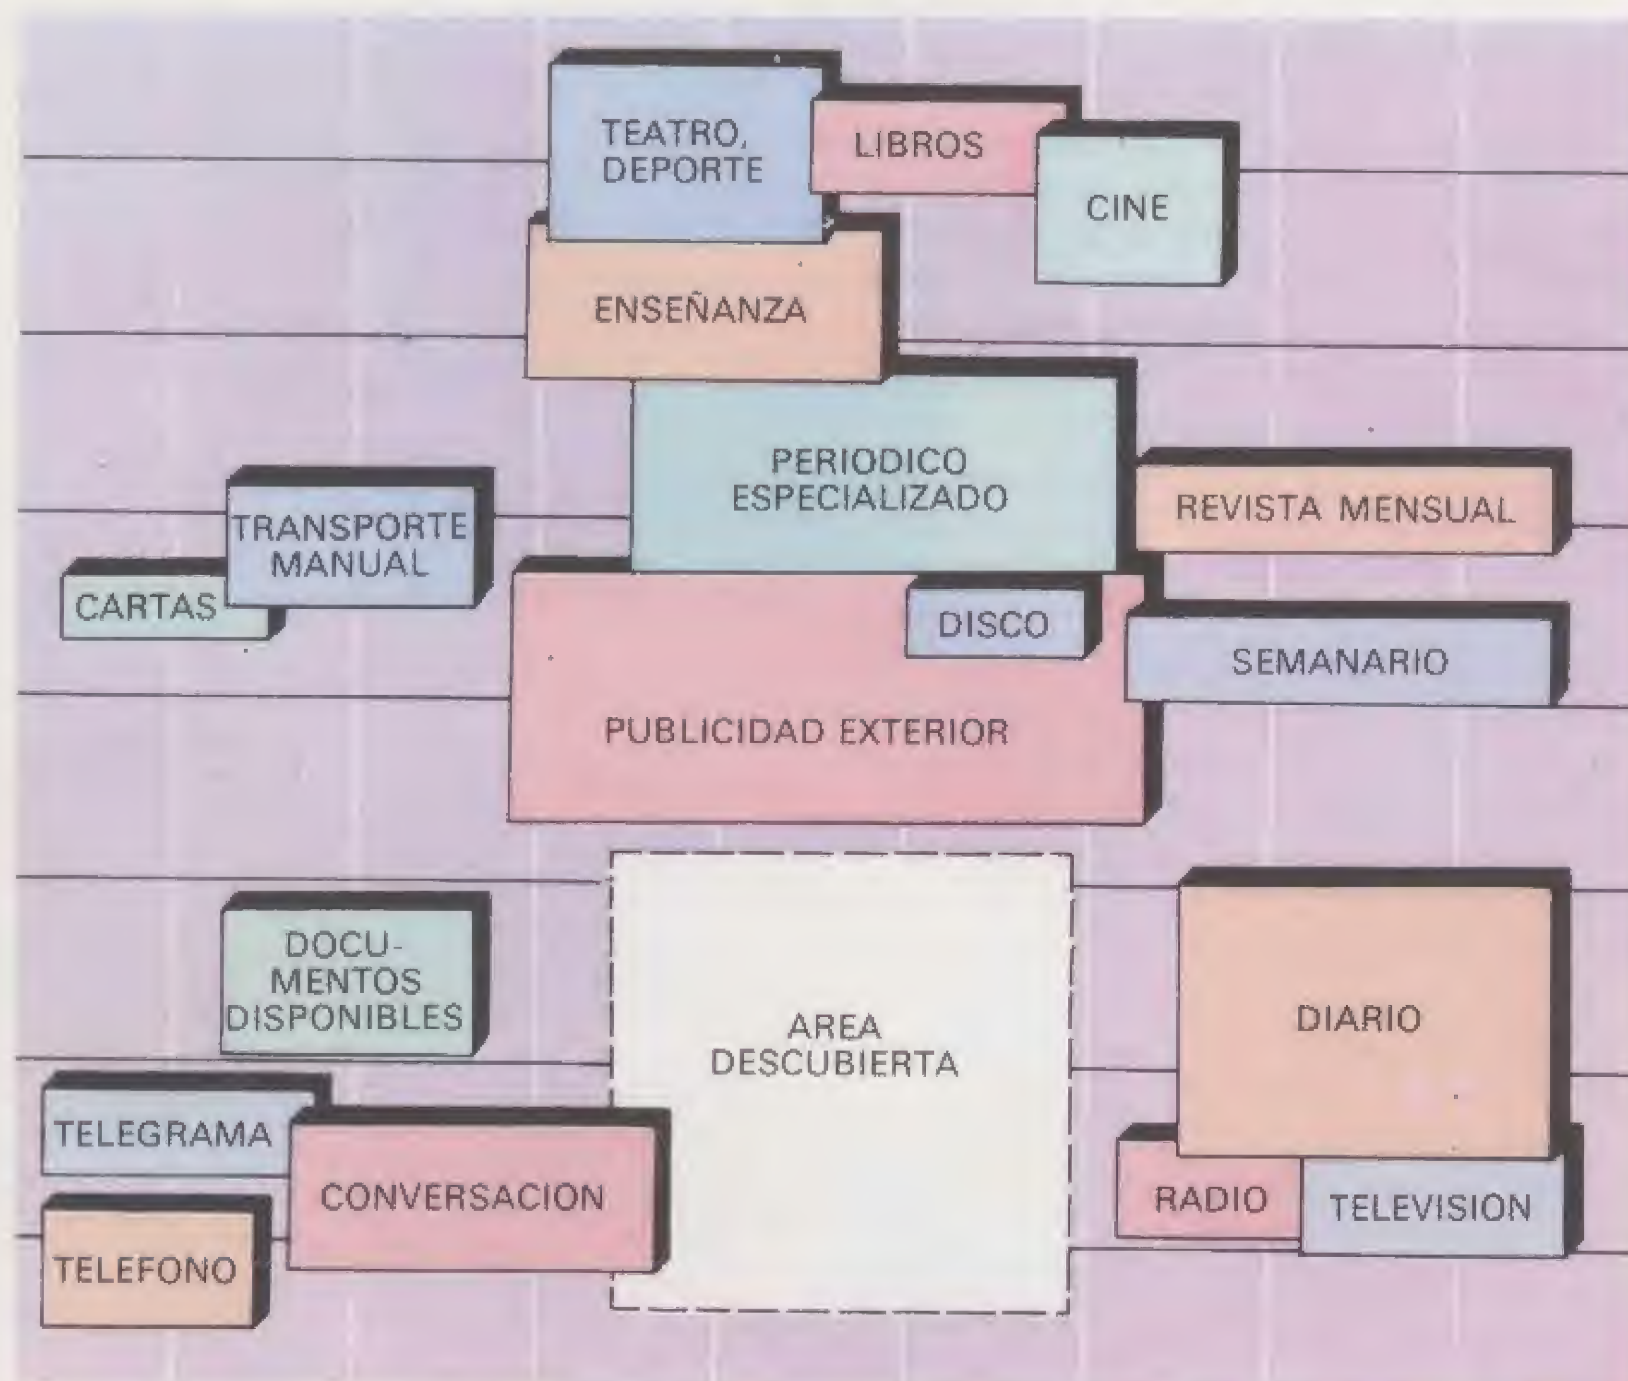 TEATRO,
DEPORTE
LIBROS
CINE
ENSEÑANZA
PERIODICO
ESPECIALIZADO
REVISTA MENSUAL
TRANSPORTE
MANUAL
CARTAS
DISCO
SEMANARIO
PUBLICIDAD EXTERIOR
DOCU-
MENTOS
DISPONIBLES
AREA
DESCUBIERTA
DIARIO
TELEGRAMA
CONVERSACION
RADIO
TELEVISION
TELEFONO